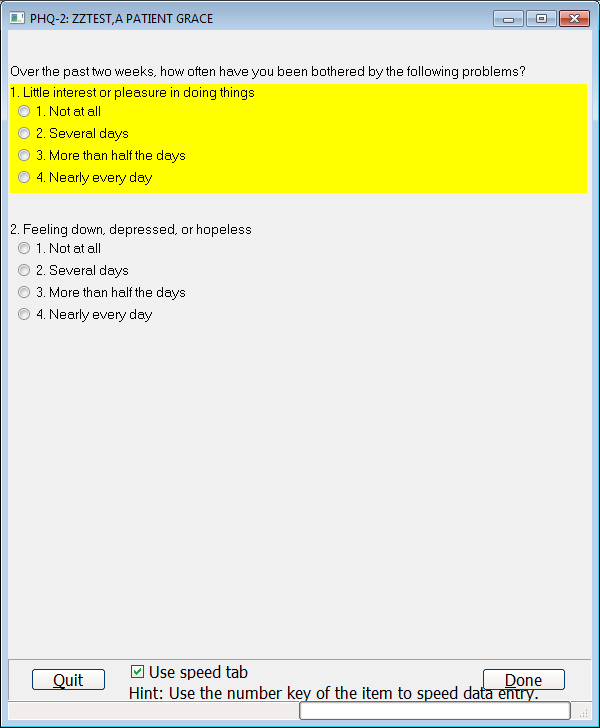 PHQ-2: ZZTEST,A PATIENT GRACE
Over the past two weeks, how often have you been bothered by the following problems?
1. Little interest or pleasure in doing things
1. Not at all
2. Several days
3. More than half the days
4. Nearly every day
2. Feeling down, depressed, or hopeless
1. Not at all
2. Several days
3. More than half the days
4. Nearly every day
Quit
Use speed tab
Done
Hint: Use the number key of the item to speed data entry.